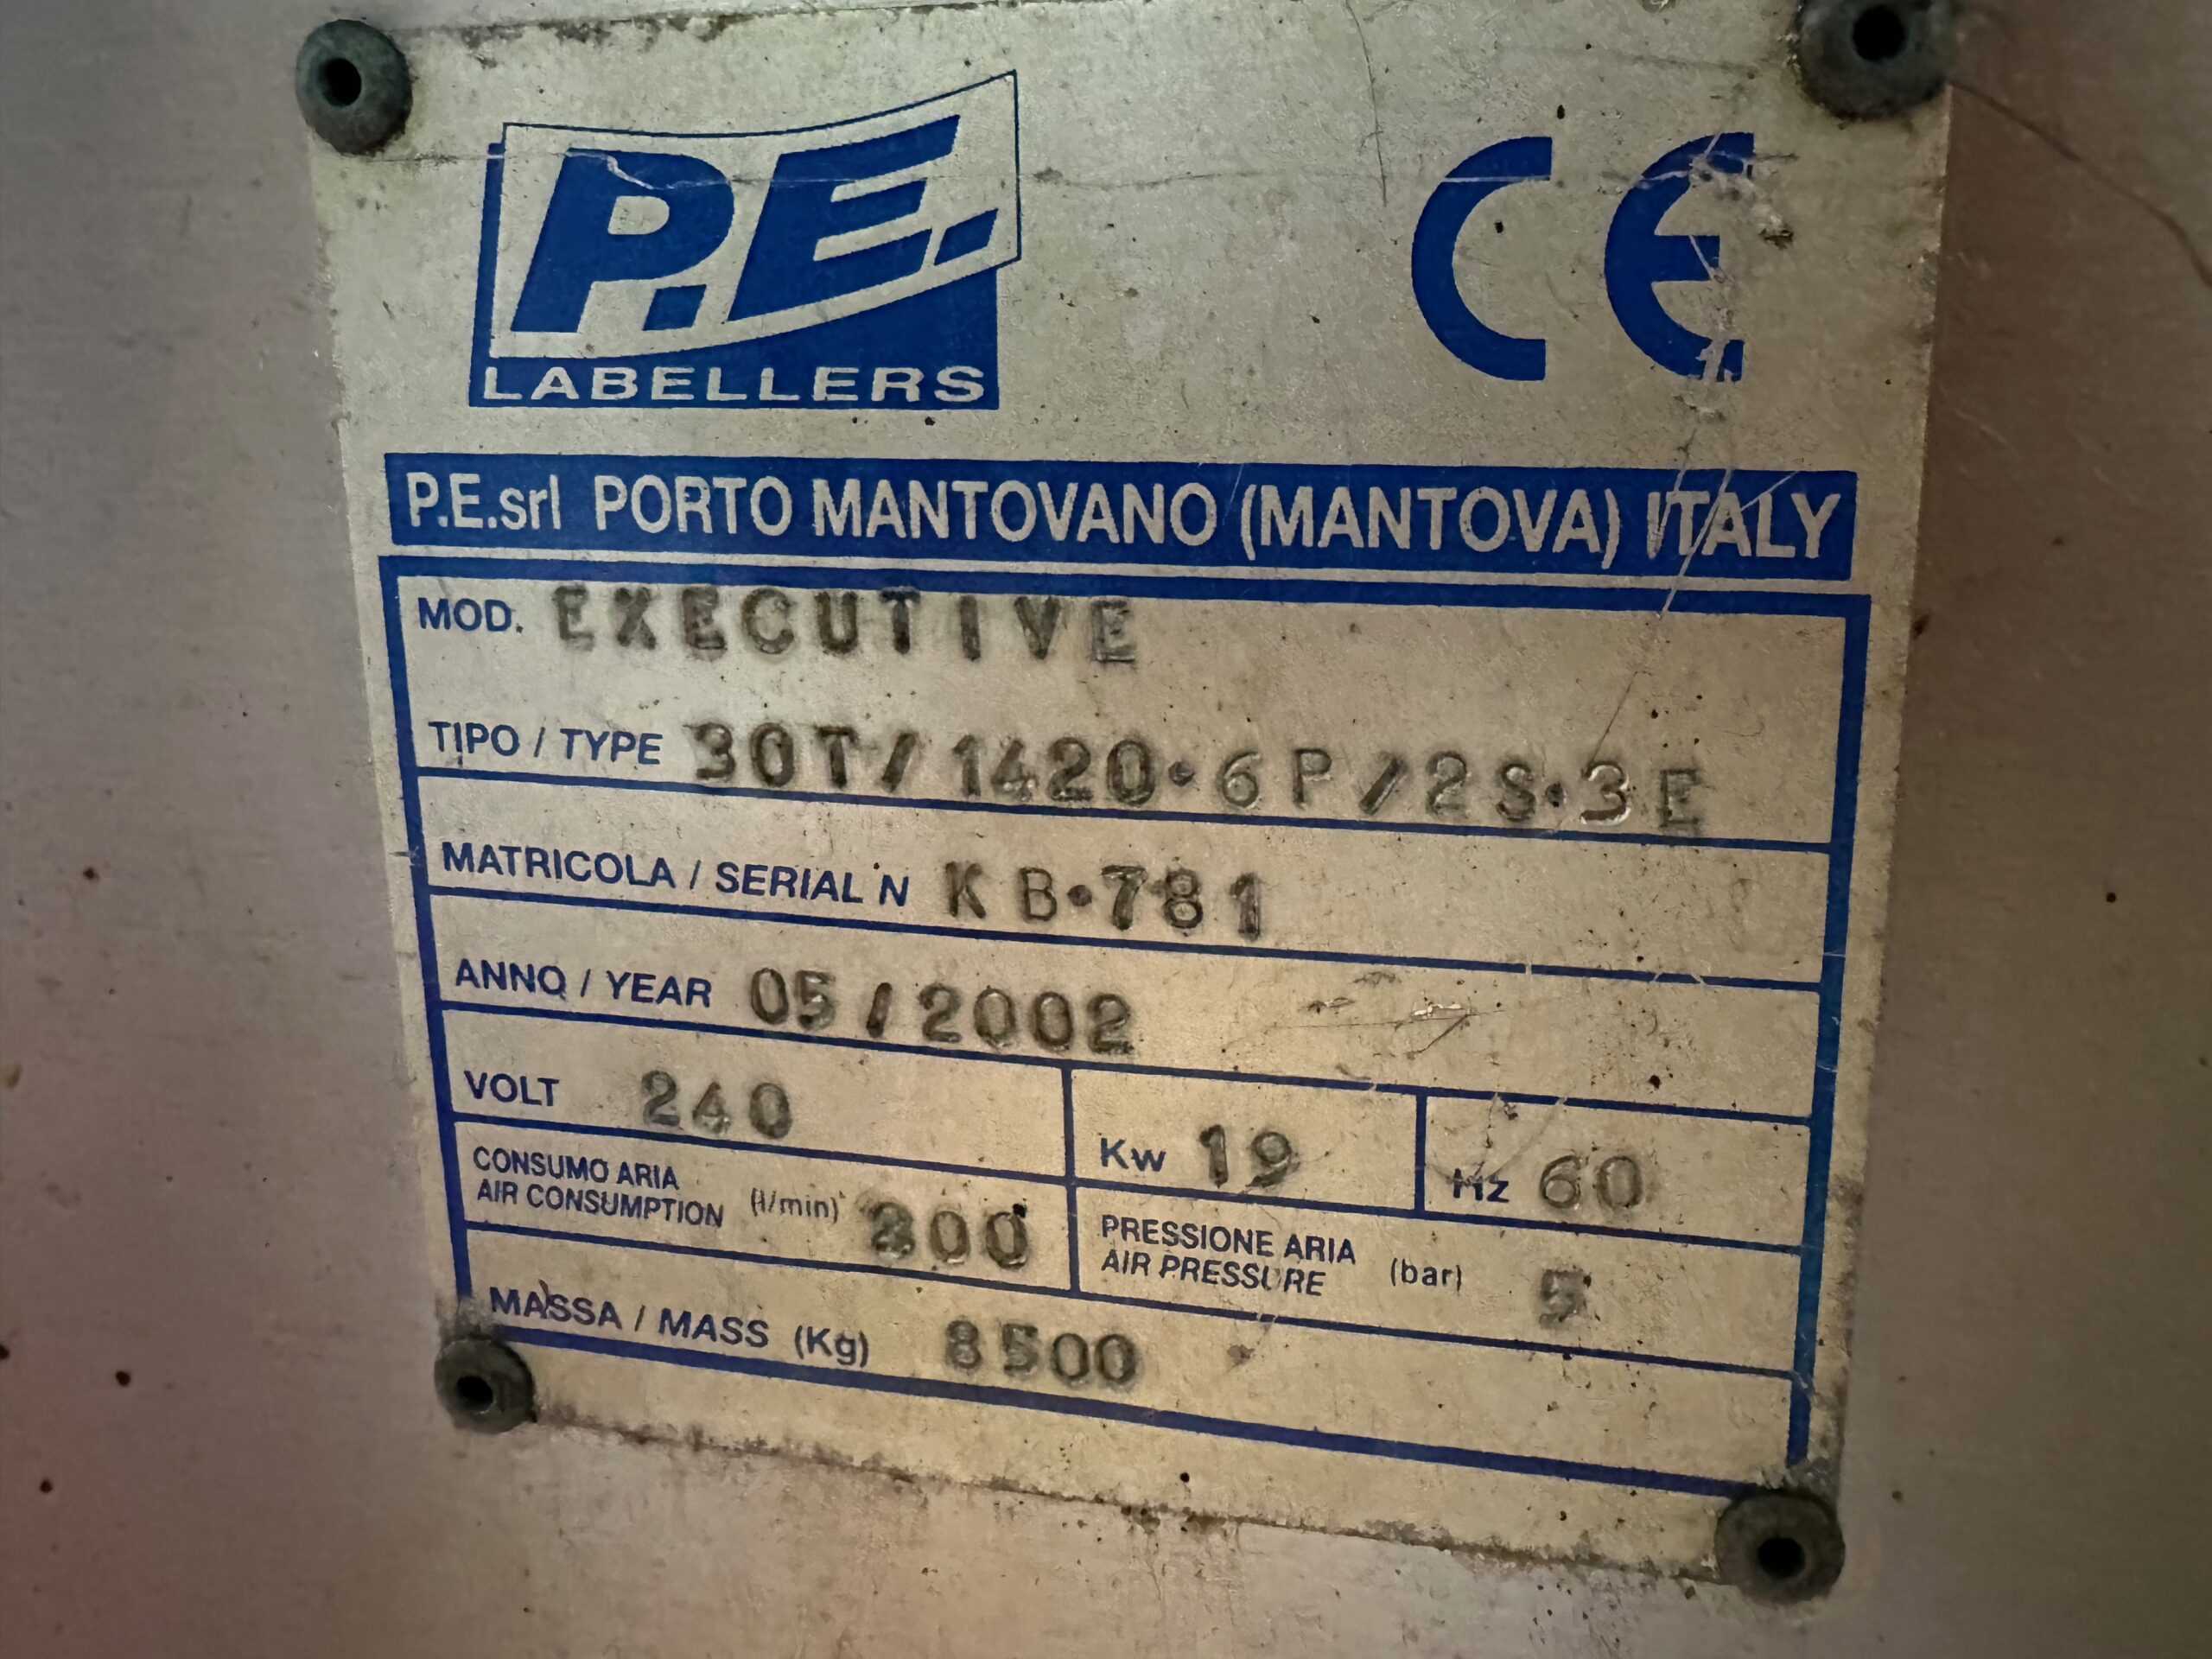 P.E.
LABELLERS
CE
P.E.srl PORTO MANTOVANO (MANTOVA) ITALY
MOD. EXECUTIVE
TIPO / TYPE 30T/1420·6P/2S·3E
MATRICOLA / SERIAL N KB·781
ANNO / YEAR 05/2002
VOLT 240
Kw 19
Hz 60
CONSUMO ARIA
AIR CONSUMPTION (l/min)
PRESSIONE ARIA
AIR PRESSURE (bar) 5
MASSA / MASS (Kg) 8500